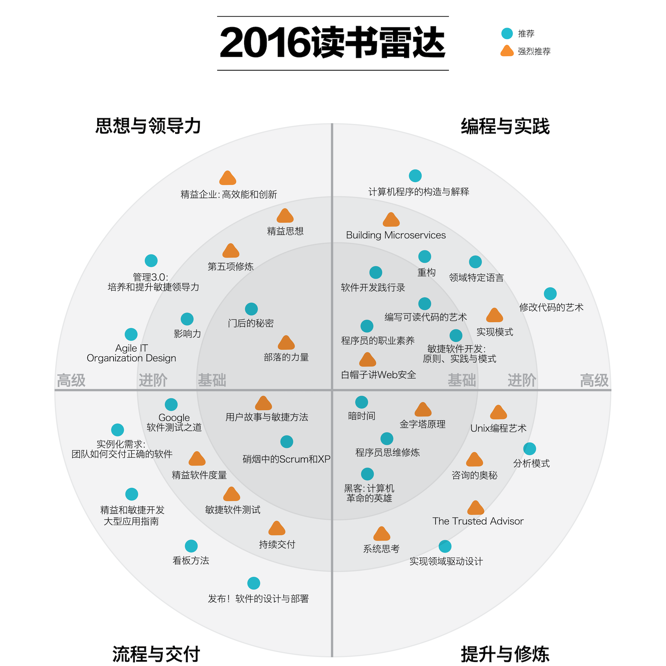 2016读书雷达
推荐
强烈推荐
思想与领导力
编程与实践
精益企业:高效能和创新
精益思想
第五项修炼
管理3.0:
培养和提升敏捷领导力
门后的秘密
影响力
Agile IT
Organization Design
部落的力量
计算机程序的构造与解释
Building Microservices
重构
领域特定语言
软件开发践行录
修改代码的艺术
编写可读代码的艺术
实现模式
程序员的职业素养
敏捷软件开发:
原则、实践与模式
白帽子讲Web安全
高级
进阶
基础
基础
进阶
高级
用户故事与敏捷方法
Google
软件测试之道
实例化需求:
团队如何交付正确的软件
硝烟中的Scrum和XP
精益软件度量
精益和敏捷开发
大型应用指南
敏捷软件测试
持续交付
看板方法
发布！软件的设计与部署
暗时间
金字塔原理
Unix编程艺术
程序员思维修炼
分析模式
咨询的奥秘
黑客:计算机
革命的英雄
The Trusted Advisor
系统思考
实现领域驱动设计
流程与交付
提升与修炼